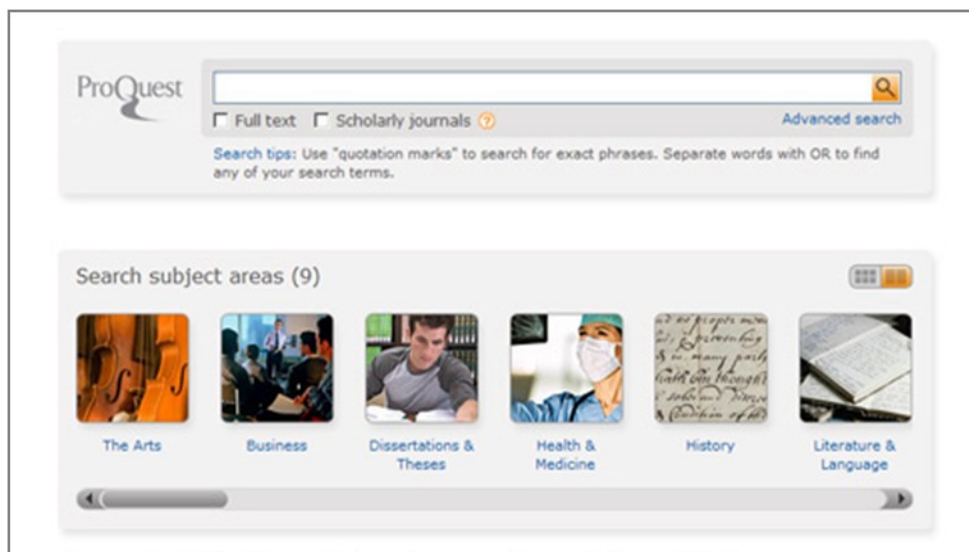 ProQuest
Full text Scholarly journals ?
Advanced search
Search tips: Use "quotation marks" to search for exact phrases. Separate words with OR to find
any of your search terms.
Search subject areas (9)
The Arts
Business
Dissertations &
Theses
Health &
Medicine
History
Literature &
Language